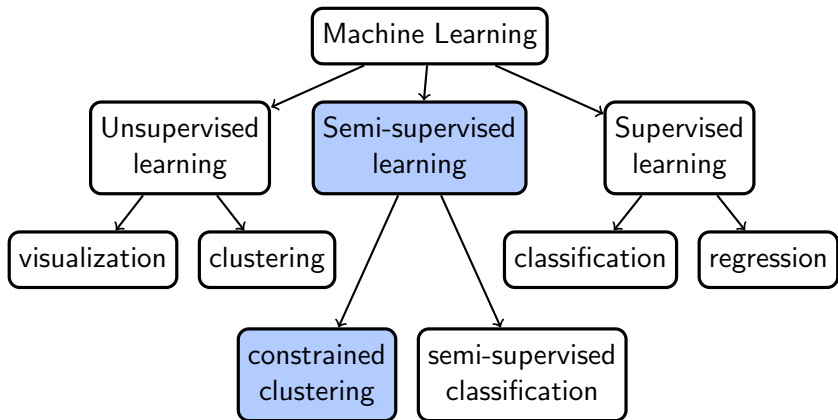 Machine Learning
Unsupervised
learning
Semi-supervised
learning
Supervised
learning
visualization
clustering
classification
regression
constrained
clustering
semi-supervised
classification